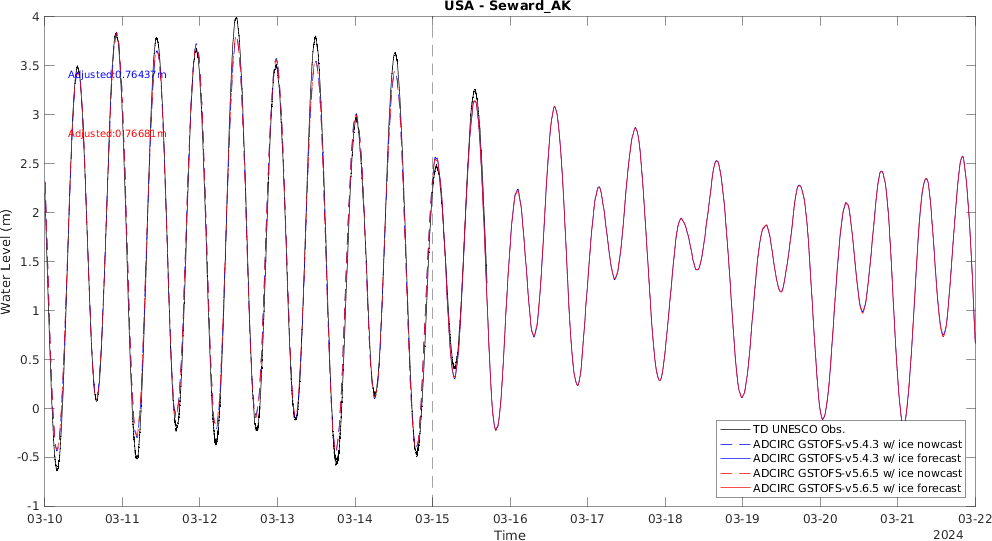 USA - Seward_AK
4
3.5
3
2.5
2
1.5
1
0.5
0
-0.5
-1
Water Level (m)
Adjusted:0.76437m
Adjusted:0.76681m
TD UNESCO Obs.
ADCIRC GSTOFS-v5.4.3 w/ ice nowcast
ADCIRC GSTOFS-v5.4.3 w/ ice forecast
ADCIRC GSTOFS-v5.6.5 w/ ice nowcast
ADCIRC GSTOFS-v5.6.5 w/ ice forecast
03-10 03-11 03-12 03-13 03-14 03-15 03-16 03-17 03-18 03-19 03-20 03-21 03-22
Time
2024